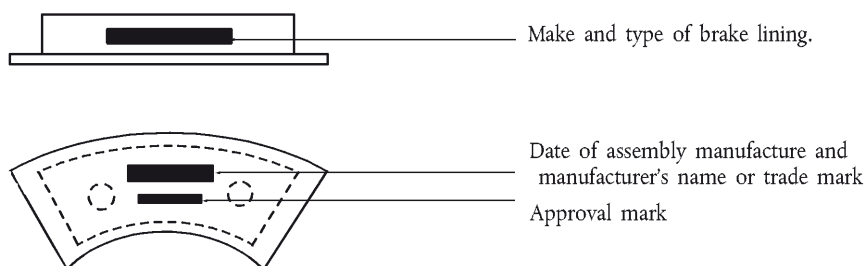 Make and type of brake lining.
Date of assembly manufacture and
manufacturer's name or trade mark
Approval mark